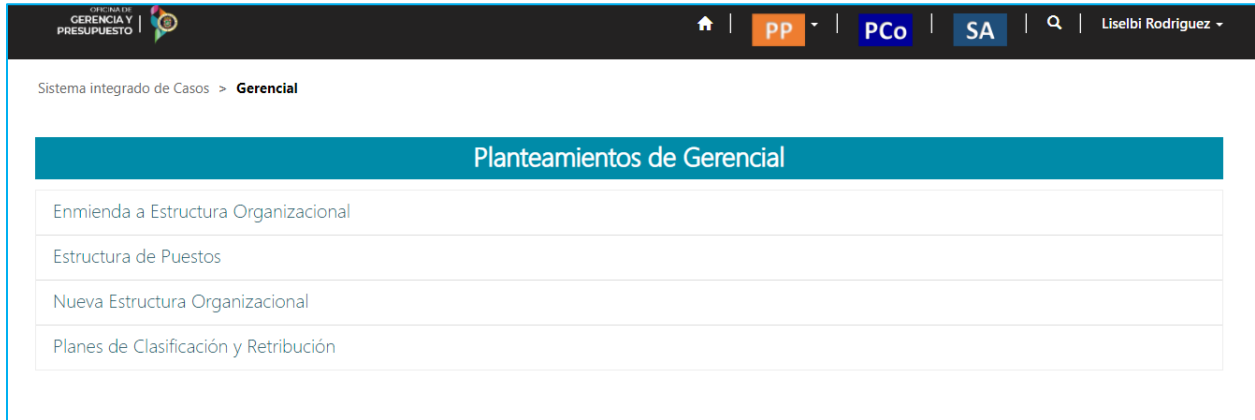 OFICINA DE
GERENCIA Y
PRESUPUESTO
PP
PCo
SA
Liselbi Rodriguez
Sistema integrado de Casos > Gerencial
Planteamientos de Gerencial
Enmienda a Estructura Organizacional
Estructura de Puestos
Nueva Estructura Organizacional
Planes de Clasificación y Retribución